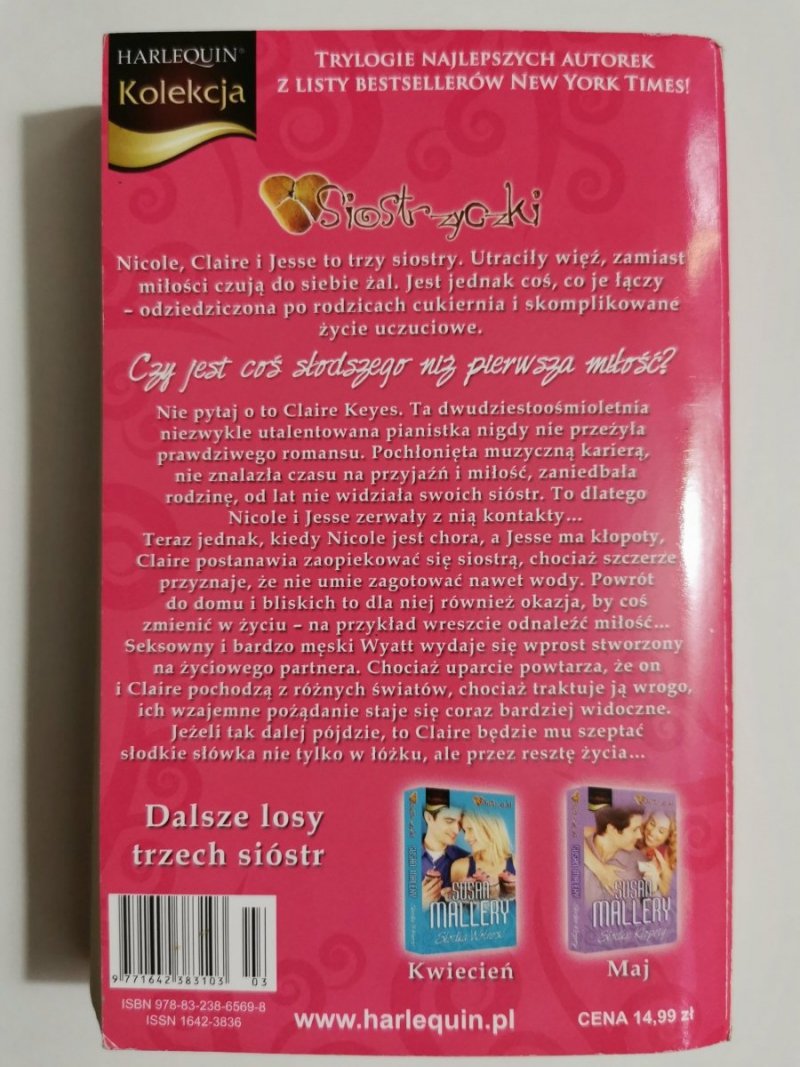 HARLEQUIN®
Kolekcja
TRYLOGIE NAJLEPSZYCH AUTOREK
Z LISTY BESTSELLERÓW NEW YORK TIMES!
Siostrzyczki
Nicole, Claire i Jesse to trzy siostry. Utraciły więź, zamiast
miłości czują do siebie żal. Jest jednak coś, co je łączy
– odziedziczona po rodzicach cukiernia i skomplikowane
życie uczuciowe.
Czy jest coś słodszego niż pierwsza miłość?
Nie pytaj o to Claire Keyes. Ta dwudziestoośmioletnia
niezwykle utalentowana pianistka nigdy nie przeżyła
prawdziwego romansu. Pochłonięta muzyczną karierą,
nie znalazła czasu na przyjaźń i miłość, zaniedbała
rodzinę, od lat nie widziała swoich sióstr. To dlatego
Nicole i Jesse zerwały z nią kontakty...
Teraz jednak, kiedy Nicole jest chora, a Jesse ma kłopoty,
Claire postanawia zaopiekować się siostrą, chociaż szczerze
przyznaje, że nie umie zagotować nawet wody. Powrót
do domu i bliskich to dla niej również okazja, by coś
zmienić w życiu – na przykład wreszcie odnaleźć miłość...
Seksowny i bardzo męski Wyatt wydaje się wprost stworzony
na życiowego partnera. Chociaż uparcie powtarza, że on
i Claire pochodzą z różnych światów, chociaż traktuje ją wrogo,
ich wzajemne pożądanie staje się coraz bardziej widoczne.
Jeżeli tak dalej pójdzie, to Claire będzie mu szeptać
słodkie słówka nie tylko w łóżku, ale przez resztę życia...
Dalsze losy
trzech sióstr
SUSAN
MALLERY
Kwiecień
SUSAN
MALLERY
Słodkie Kłopoty
Maj
9 771642 383103
03
ISBN 978-83-238-6569-8
ISSN 1642-3836
www.harlequin.pl
CENA 14,99 zł